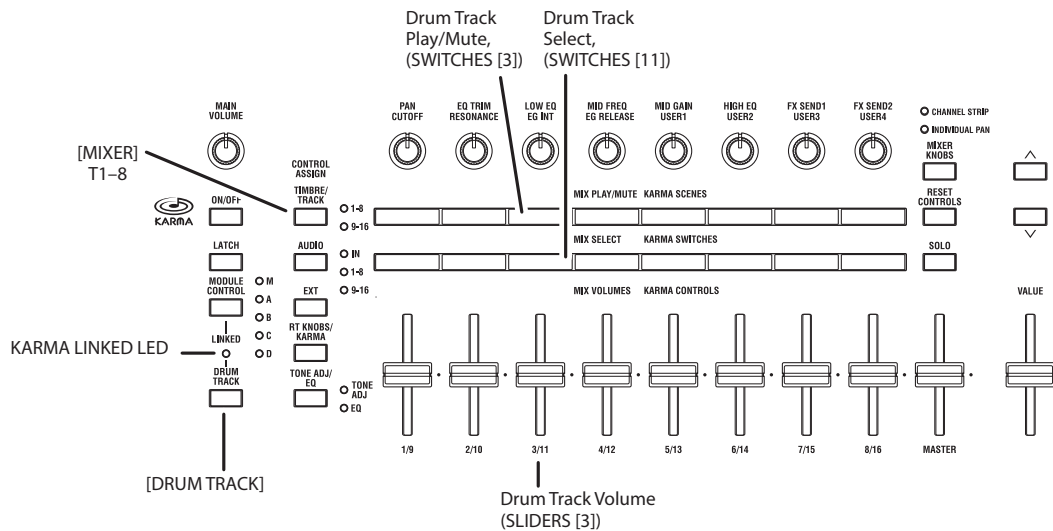 Drum Track
Play/Mute,
(SWITCHES [3])
Drum Track
Select,
(SWITCHES [11])
MAIN
VOLUME
PAN
CUTOFF
EQ TRIM
RESONANCE
LOW EQ
EG INT
MID FREQ
EG RELEASE
MID GAIN
USER1
HIGH EQ
USER2
FX SEND1
USER3
FX SEND2
USER4
CHANNEL STRIP
INDIVIDUAL PAN
MIXER
KNOBS
[MIXER]
T1–8
CONTROL
ASSIGN
TIMBRE/
TRACK
1-8
9-16
MIX PLAY/MUTE KARMA SCENES
RESET
CONTROLS
KARMA
ON/OFF
LATCH
AUDIO
IN
1-8
9-16
MIX SELECT KARMA SWITCHES
SOLO
MODULE
CONTROL
M
A
B
C
D
EXT
MIX VOLUMES KARMA CONTROLS
VALUE
KARMA LINKED LED
LINKED
RT KNOBS/
KARMA
DRUM
TRACK
TONE ADJ/
EQ
TONE
ADJ
EQ
1/9
2/10
3/11
4/12
5/13
6/14
7/15
8/16
MASTER
[DRUM TRACK]
Drum Track Volume
(SLIDERS [3])